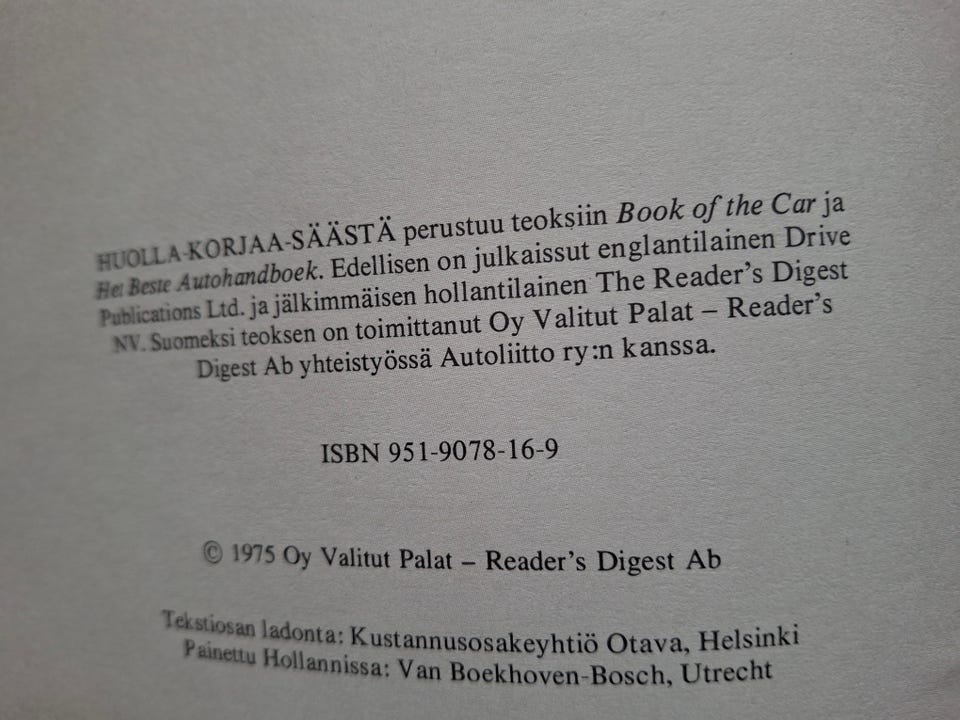 HUOLLA-KORJAA-SÄÄSTÄ perustuu teoksiin Book of the Car ja
Het Beste Autohandboek. Edellisen on julkaissut englantilainen Drive
Publications Ltd. ja jälkimmäisen hollantilainen The Reader's Digest
NV. Suomeksi teoksen on toimittanut Oy Valitut Palat – Reader's
Digest Ab yhteistyössä Autoliitto ry:n kanssa.
ISBN 951-9078-16-9
© 1975 Oy Valitut Palat – Reader's Digest Ab
Tekstiosan ladonta: Kustannusosakeyhtiö Otava, Helsinki
Painettu Hollannissa: Van Boekhoven-Bosch, Utrecht